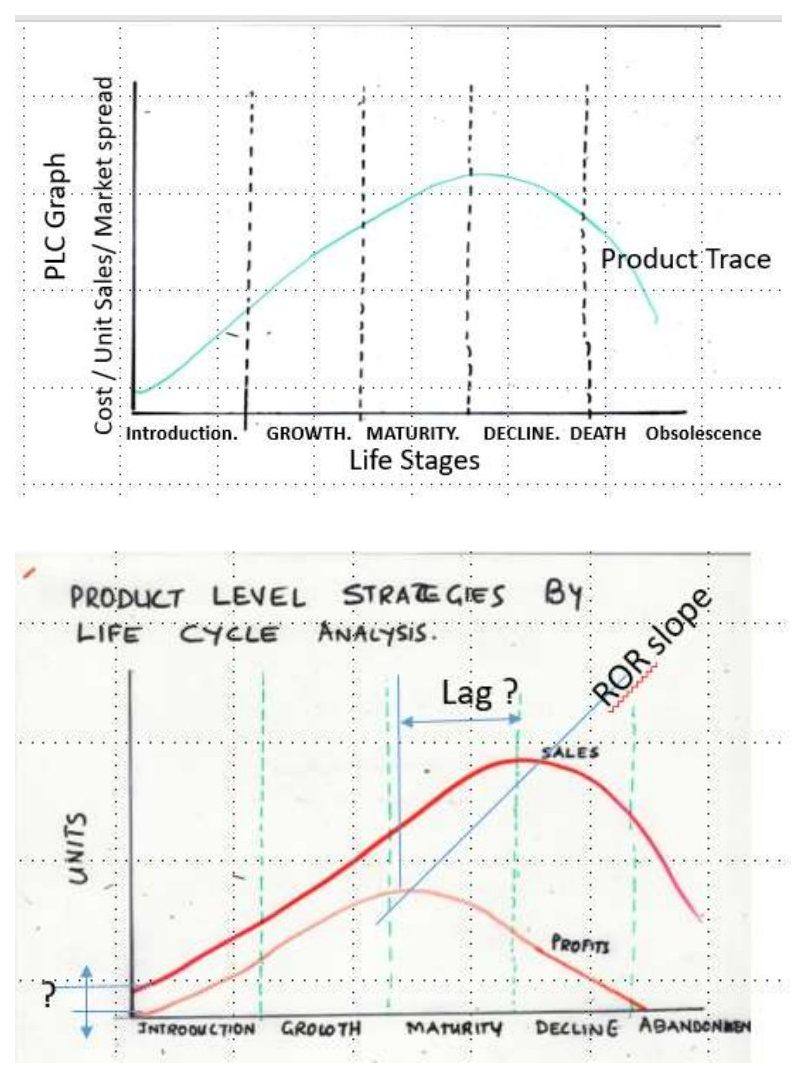 PLC Graph
Cost / Unit Sales/ Market spread
Product Trace
Introduction. GROWTH. MATURITY. DECLINE. DEATH Obsolescence
Life Stages
PRODUCT LEVEL STRATEGIES BY
LIFE CYCLE ANALYSIS.
ROR slope
Lag ?
SALES
UNITS
PROFITS
?
INTRODUCTION GROWTH MATURITY DECLINE ABANDONMEN